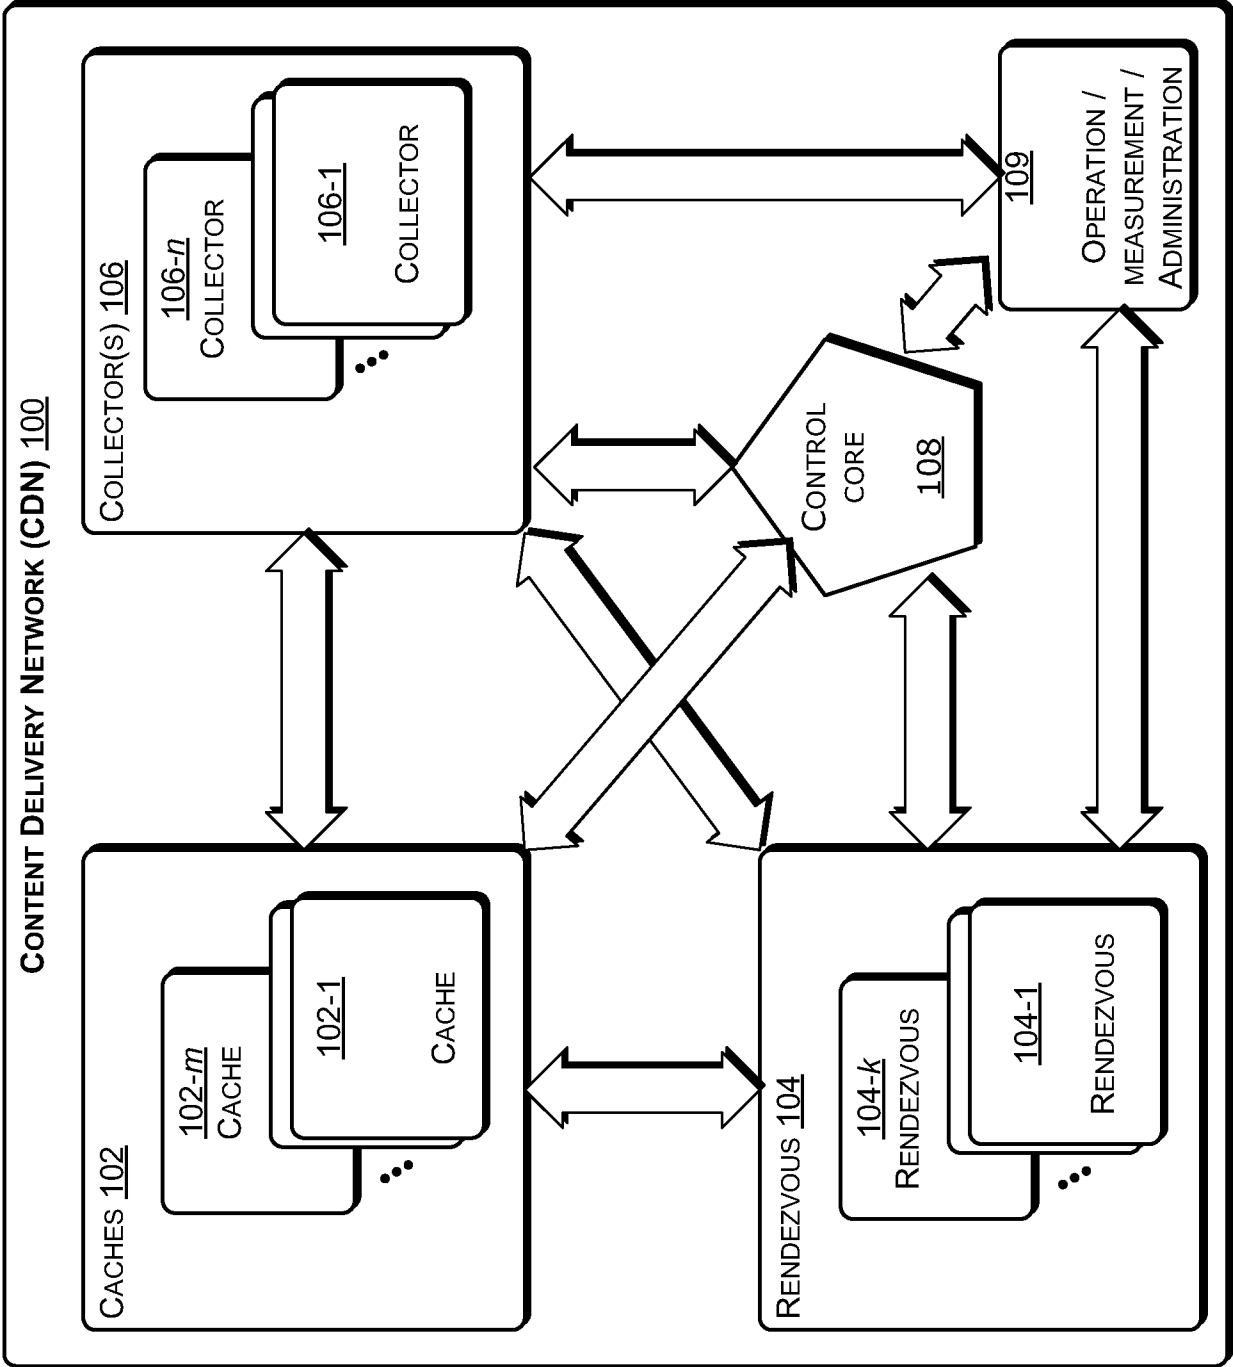 CONTENT DELIVERY NETWORK (CDN) 100
CACHES 102
102-m
CACHE
102-1
CACHE
COLLECTOR(S) 106
106-n
COLLECTOR
106-1
COLLECTOR
RENDEZVOUS 104
104-k
RENDEZVOUS
104-1
RENDEZVOUS
CONTROL
CORE
108
109
OPERATION /
MEASUREMENT /
ADMINISTRATION